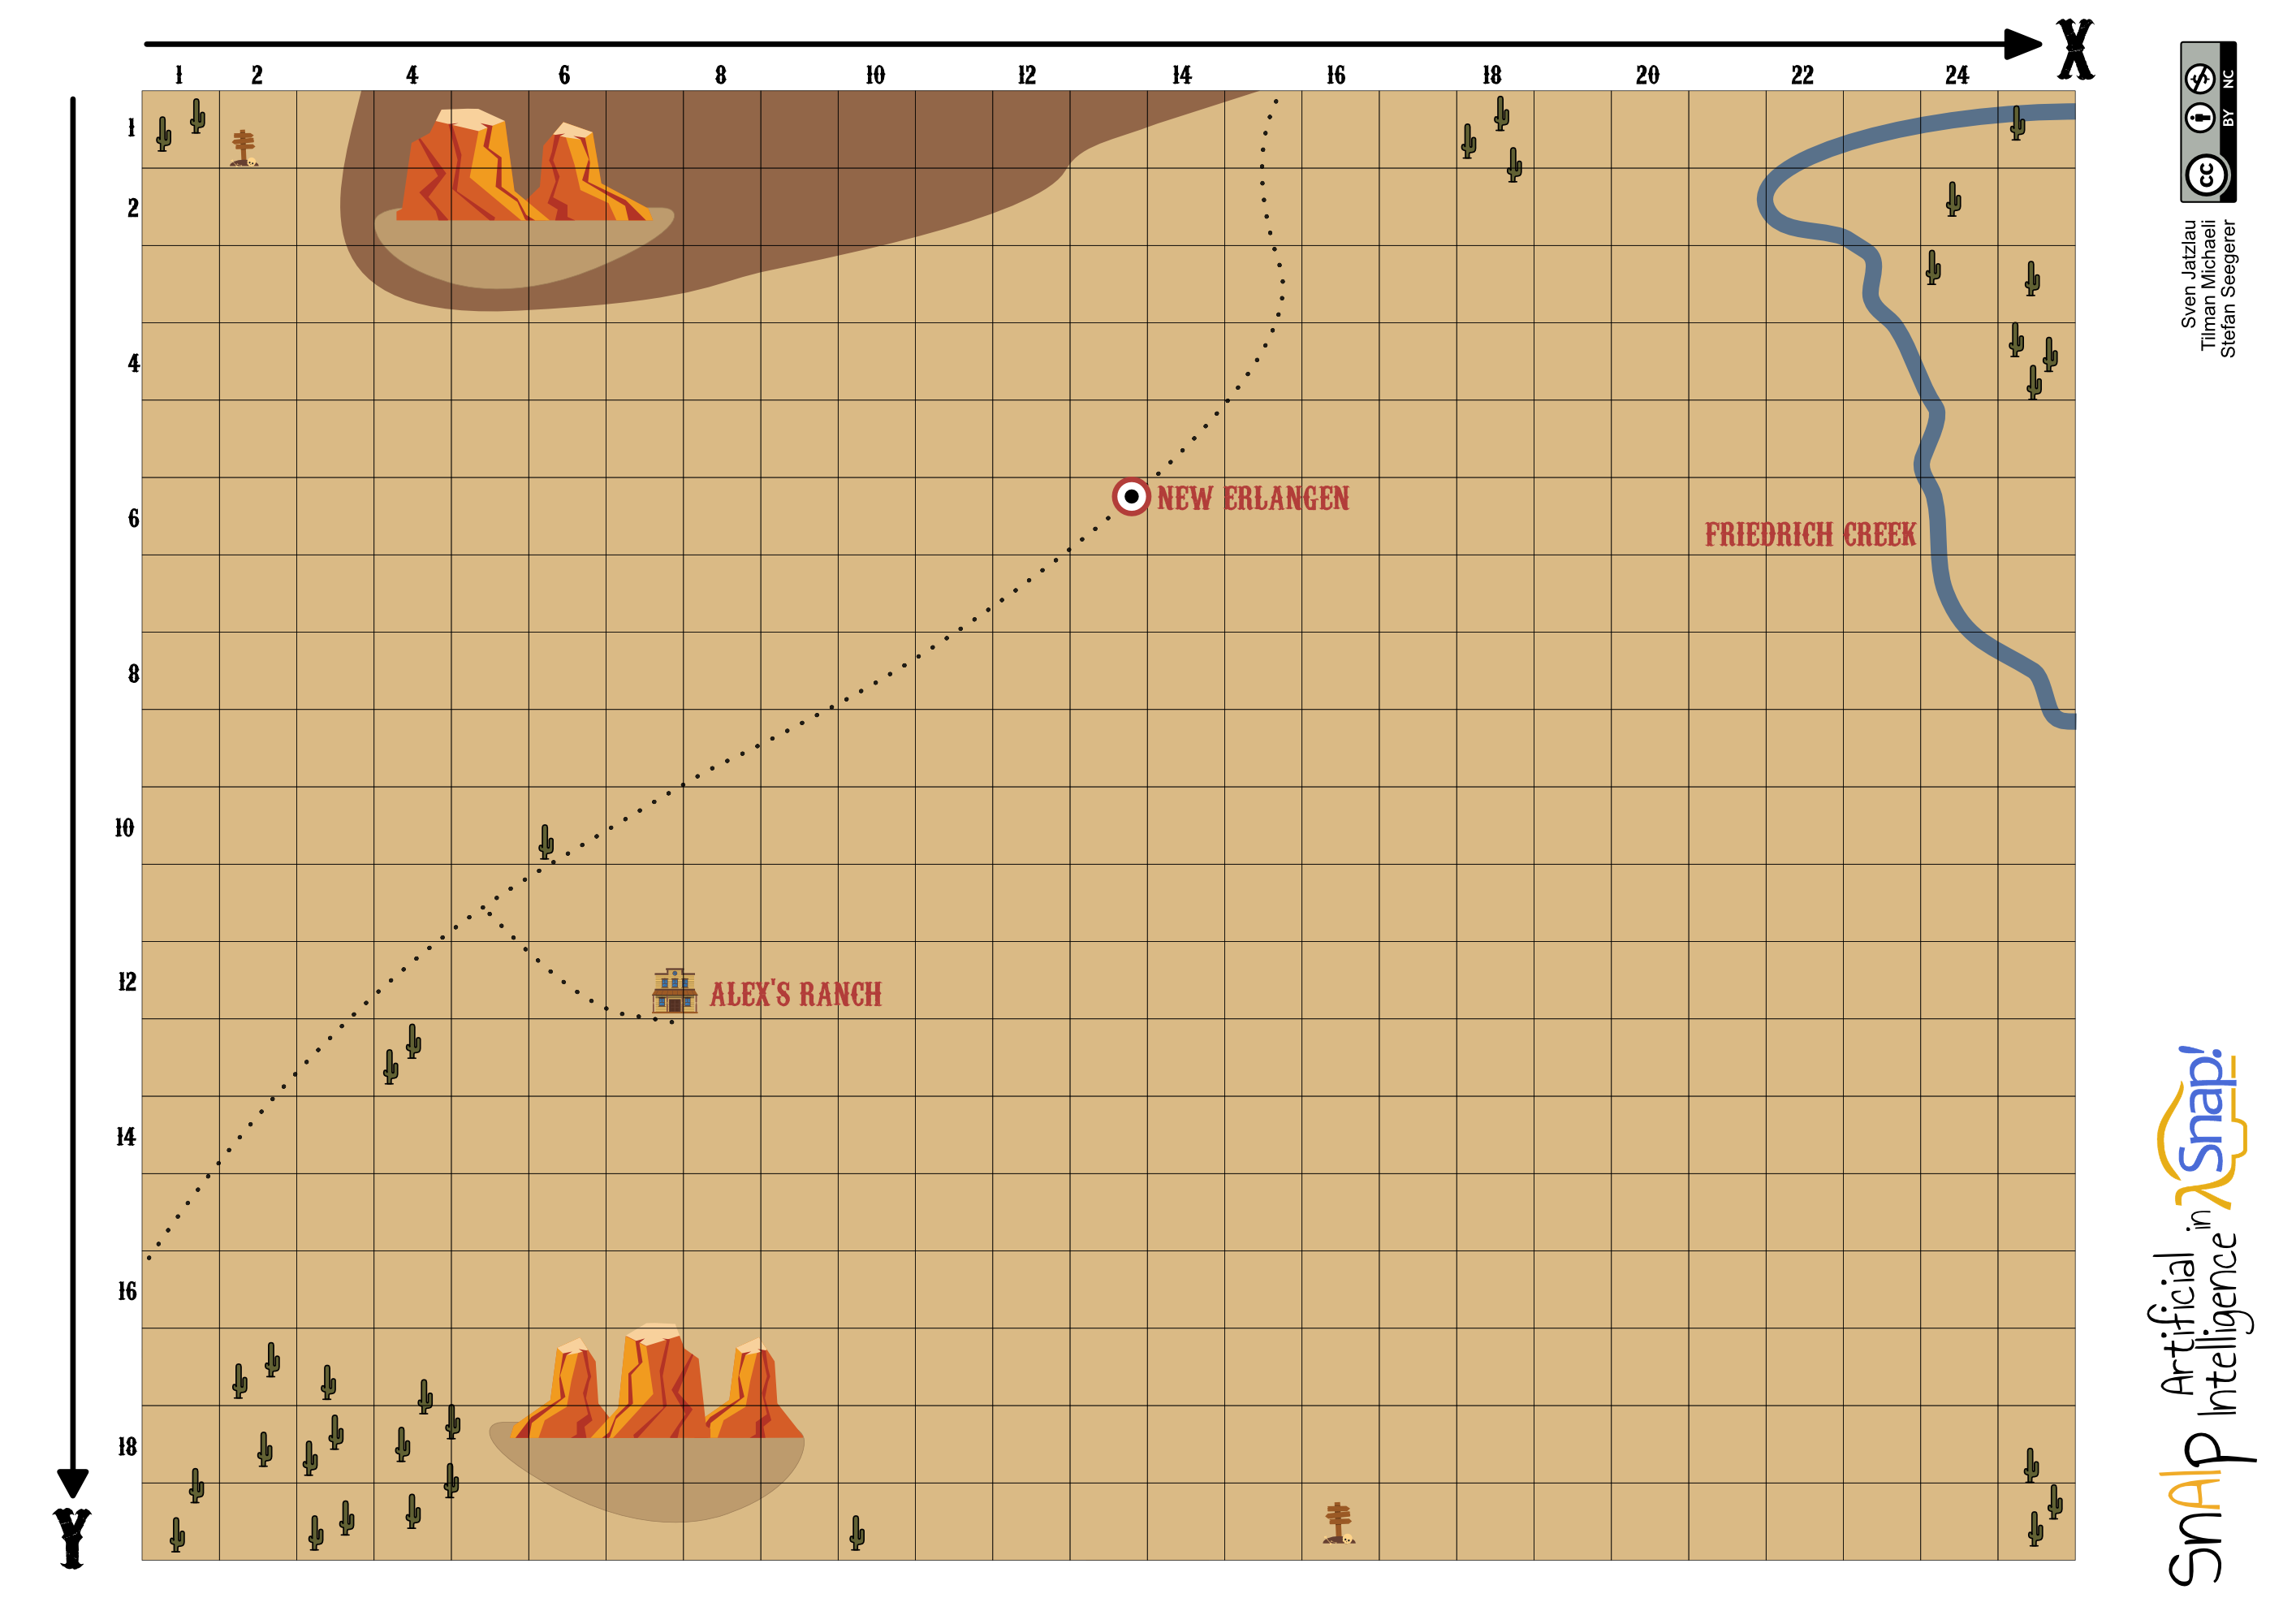 X
1 2 4 6 8 10 12 14 16 18 20 22 24
1
2
4
6
8
10
12
14
16
18
Y
NEW ERLANGEN
FRIEDRICH CREEK
ALEX'S RANCH
cc BY NC
Sven Jatzlau
Tilman Michaeli
Stefan Seegerer
SnAIp Artificial
Intelligence in
λSnap!